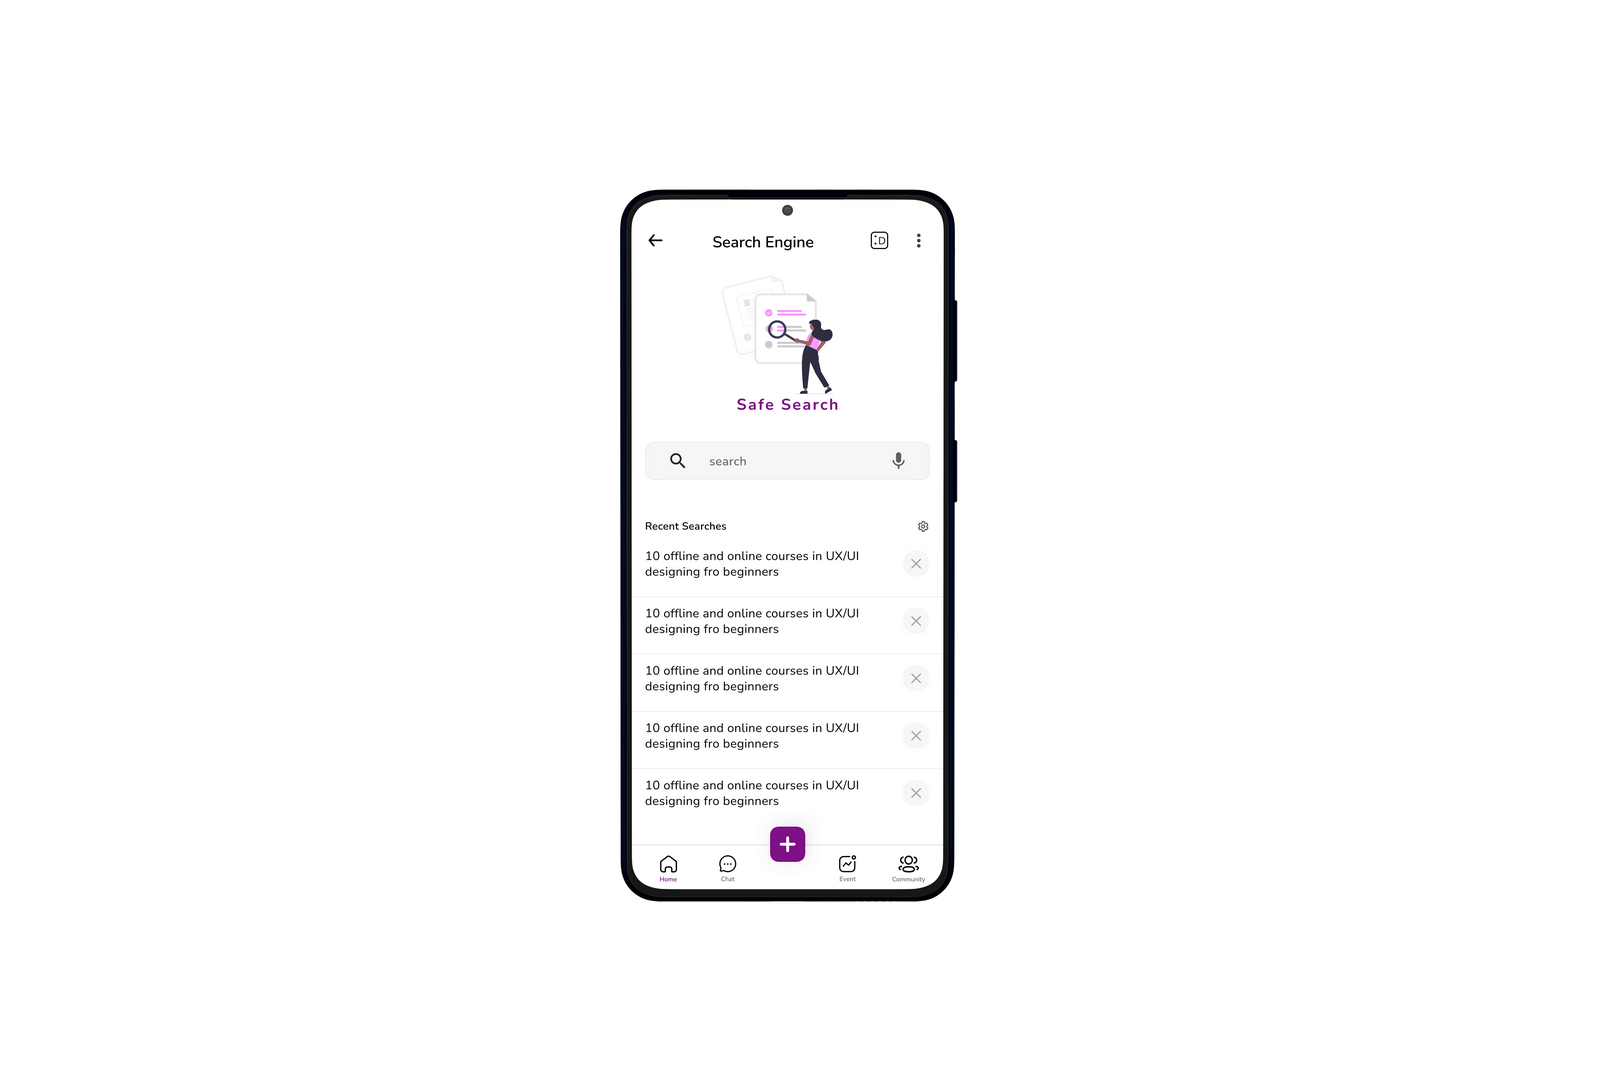 Search Engine
:D
Safe Search
search
Recent Searches
10 offline and online courses in UX/UI
designing fro beginners
10 offline and online courses in UX/UI
designing fro beginners
10 offline and online courses in UX/UI
designing fro beginners
10 offline and online courses in UX/UI
designing fro beginners
10 offline and online courses in UX/UI
designing fro beginners
Home
Chat
Event
Community